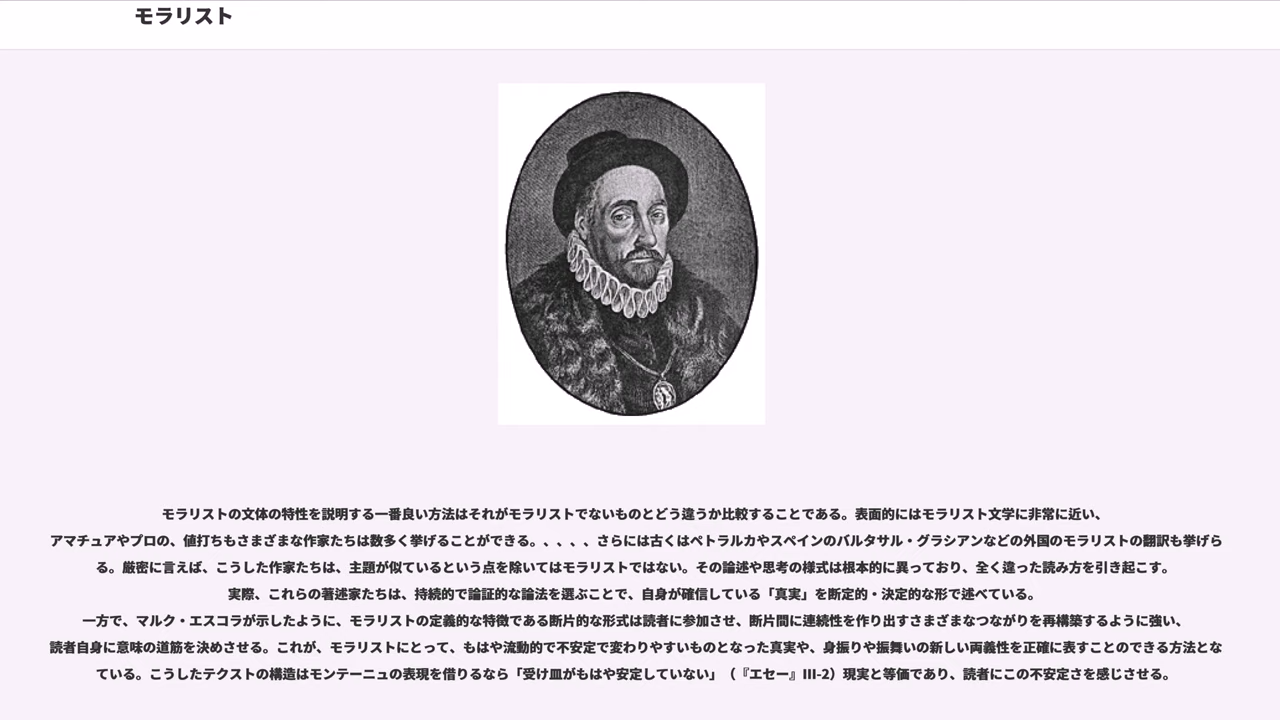 モラリスト
モラリストの文体の特性を説明する一番良い方法はそれがモラリストでないものとどう違うか比較することである。表面的にはモラリスト文学に非常に近い、
アマチュアやプロの、値打ちもさまざまな作家たちは数多く挙げることができる。、、、、さらには古くはペトラルカやスペインのバルタサル・グラシアンなどの外国のモラリストの翻訳も挙げら
る。厳密に言えば、こうした作家たちは、主題が似ているという点を除いてはモラリストではない。その論述や思考の様式は根本的に異っており、全く違った読み方を引き起こす。
実際、これらの著述家たちは、持続的で論証的な論法を選ぶことで、自身が確信している「真実」を断定的・決定的な形で述べている。
一方で、マルク・エスコラが示したように、モラリストの定義的な特徴である断片的な形式は読者に参加させ、断片間に連続性を作り出すさまざまなつながりを再構築するように強い、
読者自身に意味の道筋を決めさせる。これが、モラリストにとって、もはや流動的で不安定で変わりやすいものとなった真実や、身振りや振舞いの新しい両義性を正確に表すことのできる方法とな
ている。こうしたテクストの構造はモンテーニュの表現を借りるなら「受け皿がもはや安定していない」（『エセー』III-2）現実と等価であり、読者にこの不安定さを感じさせる。